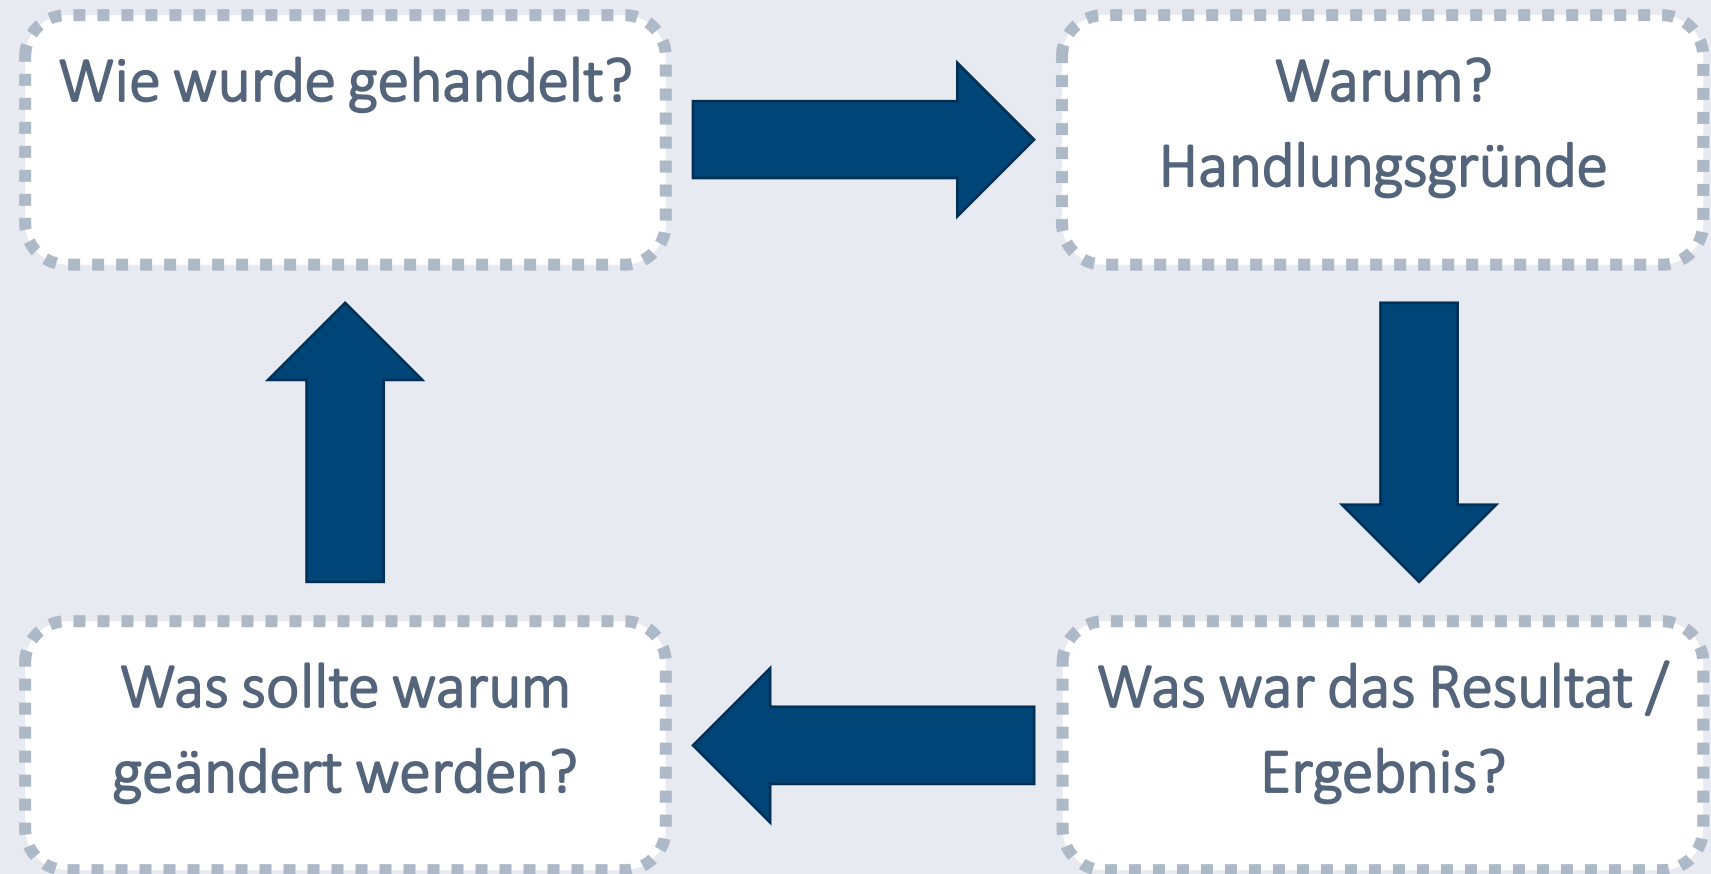 Wie wurde gehandelt?
Warum?
Handlungsgründe
Was sollte warum
geändert werden?
Was war das Resultat /
Ergebnis?